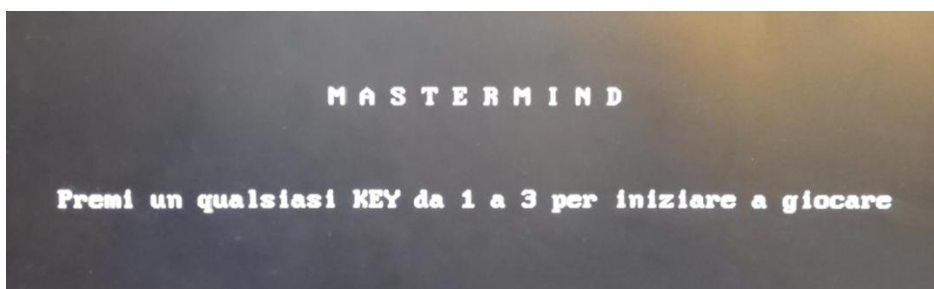 M A S T E R M I N D
Premi un qualsiasi KEY da 1 a 3 per iniziare a giocare